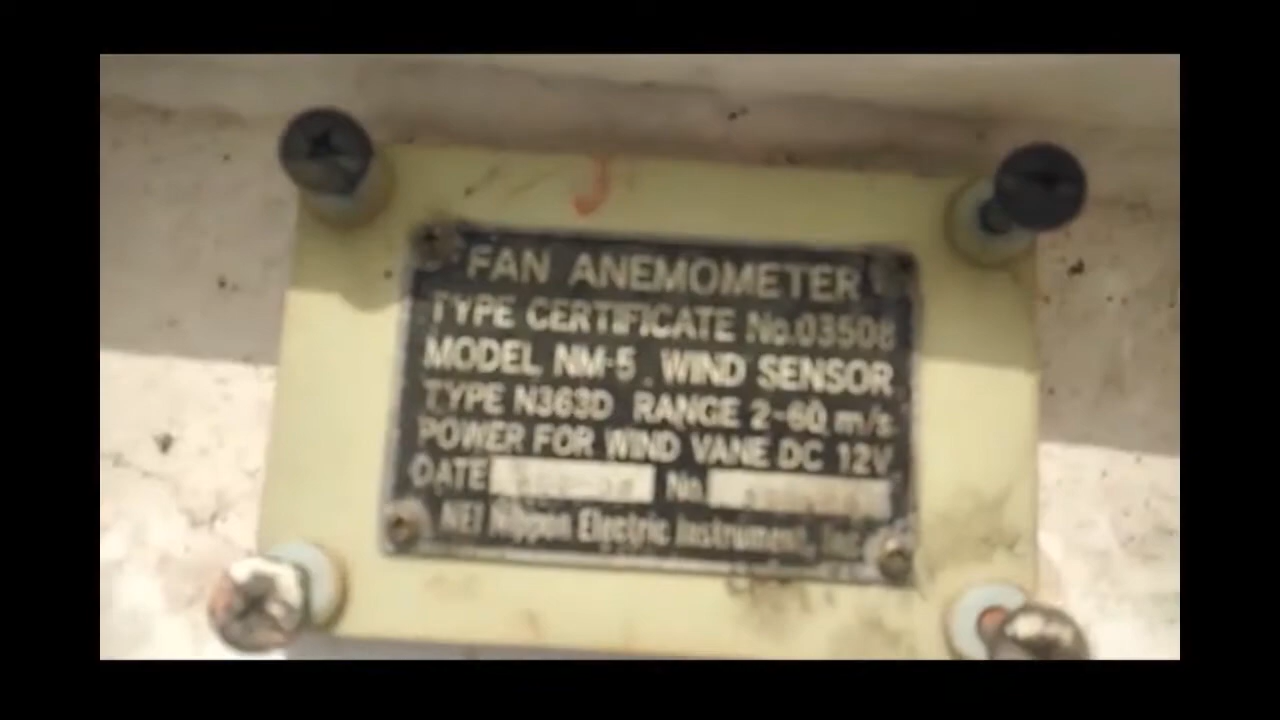 FAN ANEMOMETER
TYPE CERTIFICATE No.03508
MODEL NM-5 WIND SENSOR
TYPE N363D RANGE 2-60 m/s
POWER FOR WIND VANE DC 12V
DATE No.
NEI Nippon Electric Instrument, Inc